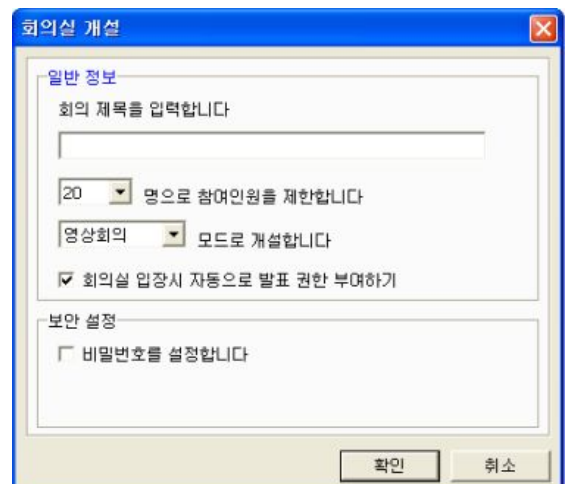 회의실 개설
일반 정보
회의 제목을 입력합니다
20 명으로 참여인원을 제한합니다
영상회의 모드로 개설합니다
회의실 입장시 자동으로 발표 권한 부여하기
보안 설정
비밀번호를 설정합니다
확인 취소